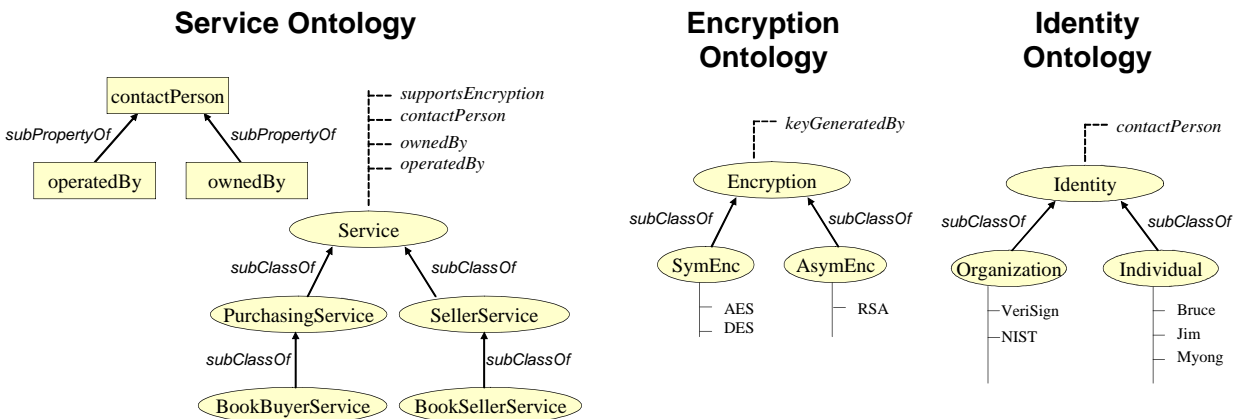 Service Ontology
contactPerson
subPropertyOf
subPropertyOf
operatedBy
ownedBy
supportsEncryption
contactPerson
ownedBy
operatedBy
Service
subClassOf
subClassOf
PurchasingService
SellerService
subClassOf
subClassOf
BookBuyerService
BookSellerService
Encryption
Ontology
keyGeneratedBy
Encryption
subClassOf
subClassOf
SymEnc
AsymEnc
AES
DES
RSA
Identity
Ontology
contactPerson
Identity
subClassOf
subClassOf
Organization
Individual
VeriSign
NIST
Bruce
Jim
Myong